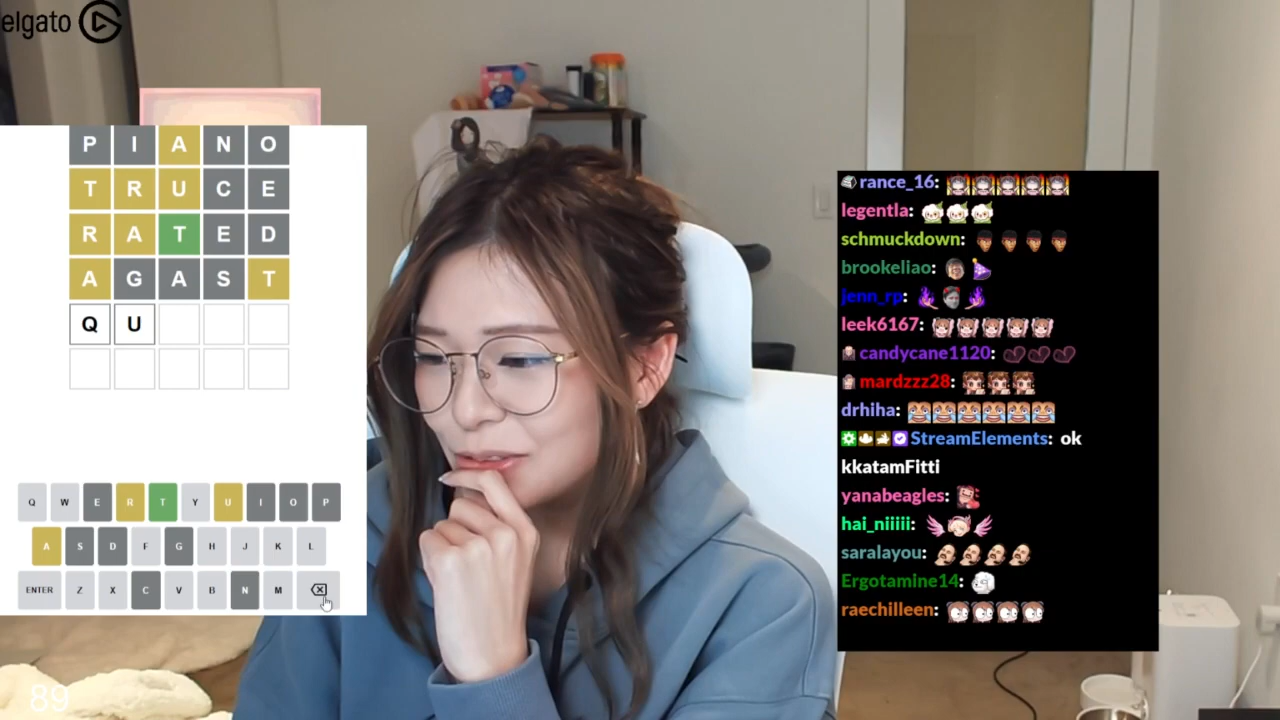 elgato
P I A N O
T R U C E
R A T E D
A G A S T
Q U
Q W E R T Y U I O P
A S D F G H J K L
ENTER Z X C V B N M
89
rance_16:
legentla:
schmuckdown:
brookeliao:
jenn_rp:
leek6167:
candycane1120:
mardzzz28:
drhiha:
StreamElements: ok
kkatamFitti
yanabeagles:
hai_niiiii:
saralayou:
Ergotamine14:
raechilleen: